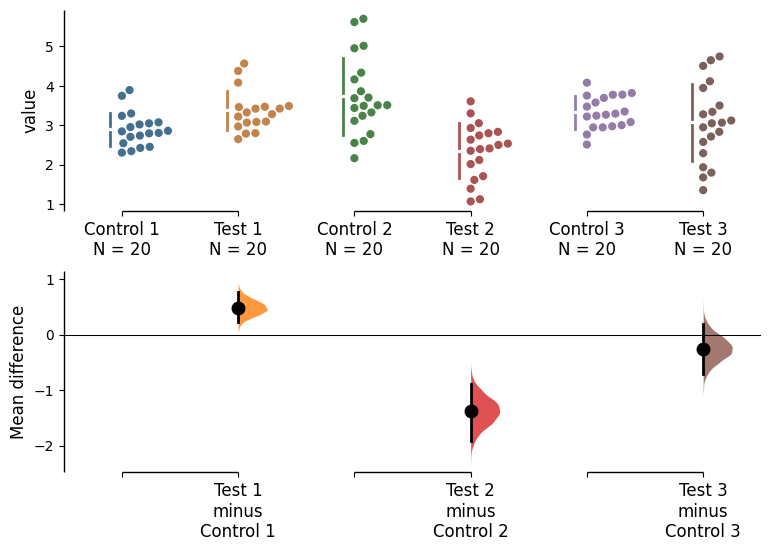 value
5
4
3
2
1
Control 1
N = 20
Test 1
N = 20
Control 2
N = 20
Test 2
N = 20
Control 3
N = 20
Test 3
N = 20
Mean difference
1
0
−1
−2
Test 1
minus
Control 1
Test 2
minus
Control 2
Test 3
minus
Control 3